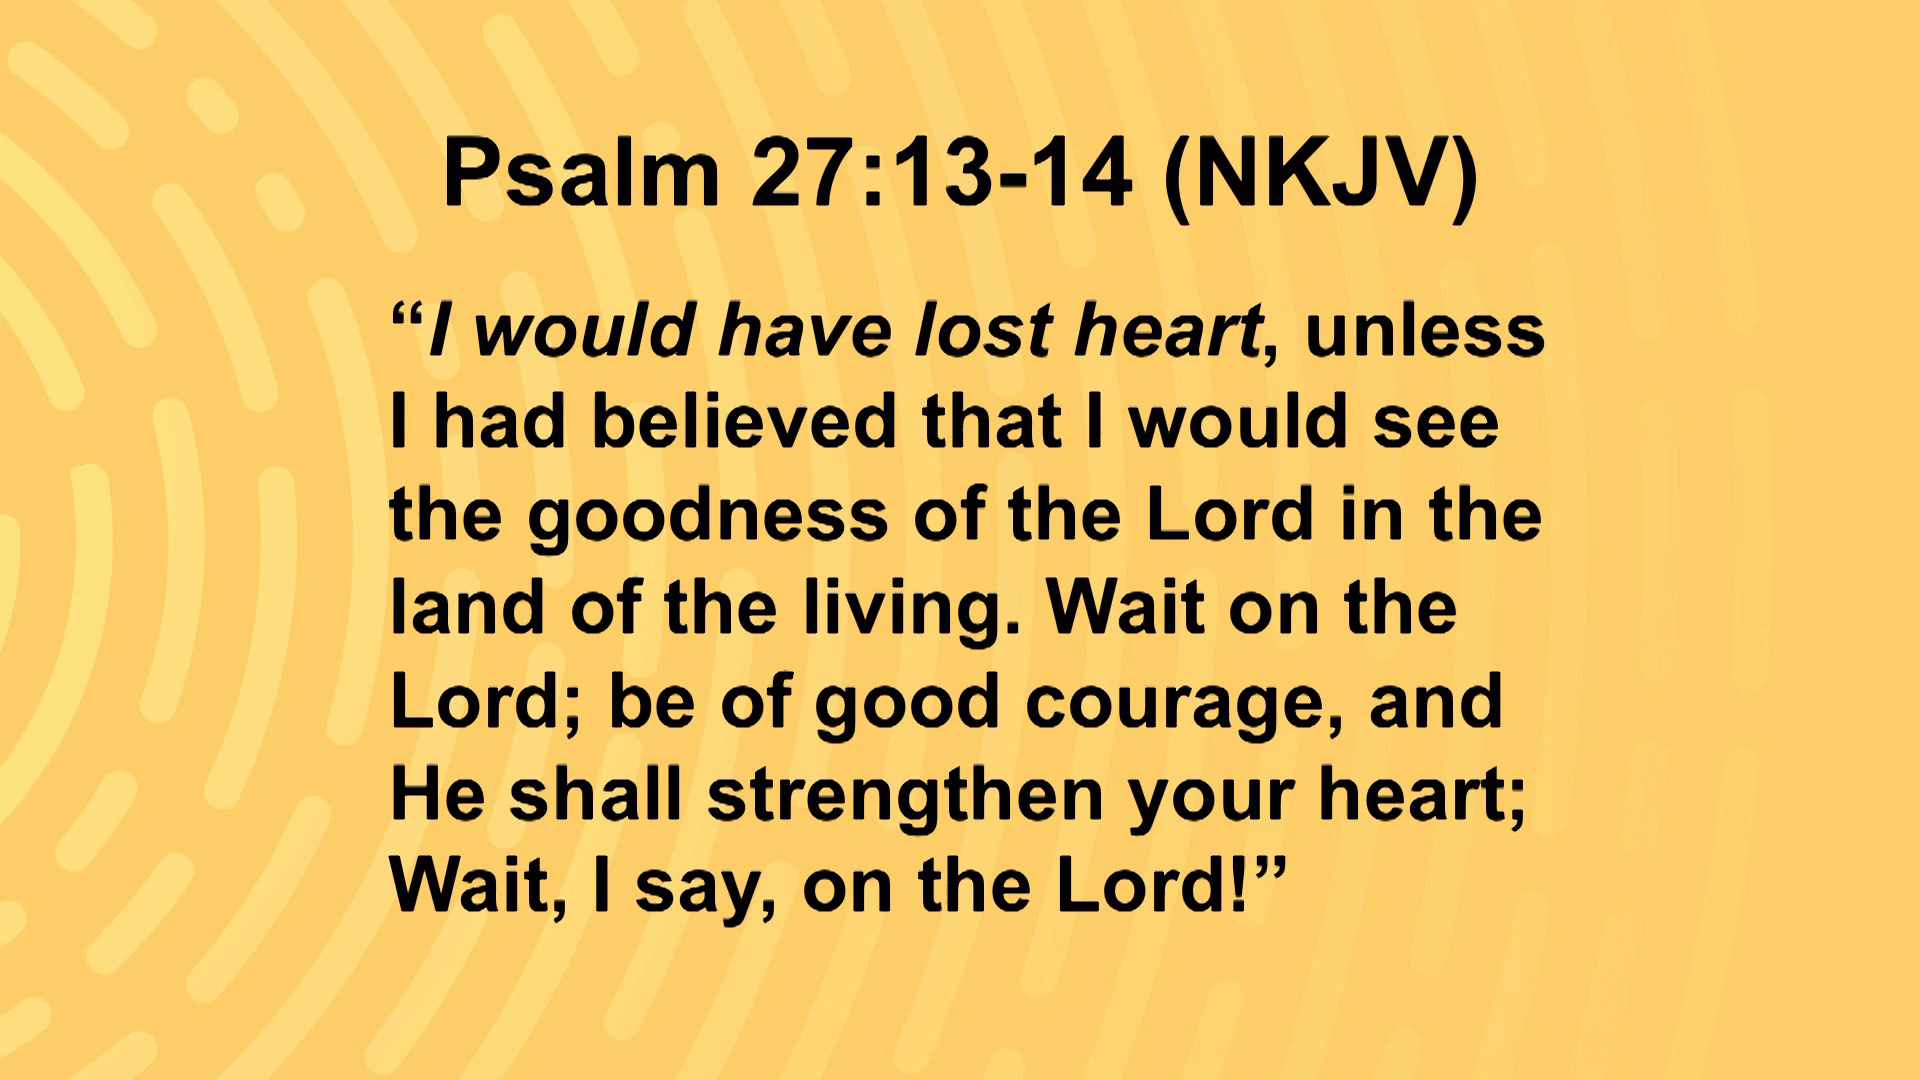 Psalm 27:13-14 (NKJV)
“I would have lost heart, unless
I had believed that I would see
the goodness of the Lord in the
land of the living. Wait on the
Lord; be of good courage, and
He shall strengthen your heart;
Wait, I say, on the Lord!”